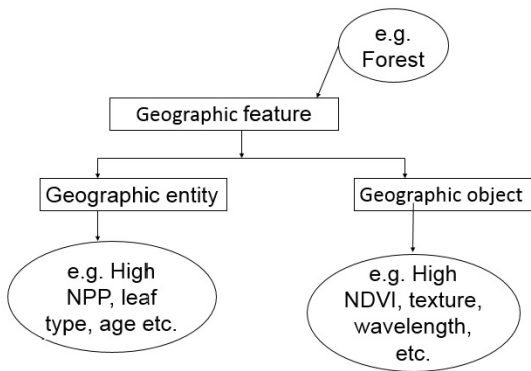 e.g.
Forest
Geographic feature
Geographic entity
Geographic object
e.g. High
NPP, leaf
type, age etc.
e.g. High
NDVI, texture,
wavelength,
etc.